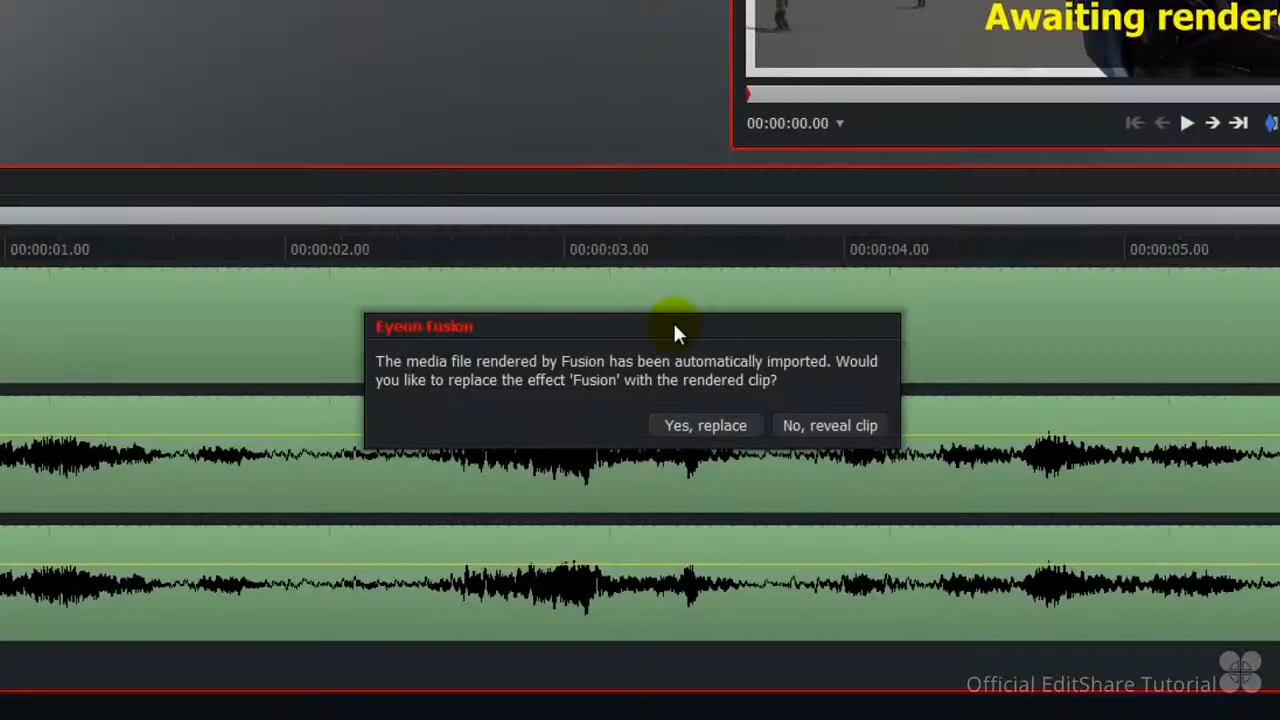 Awaiting render
00:00:00.00
00:00:01.00 00:00:02.00 00:00:03.00 00:00:04.00 00:00:05.00
Eyeon Fusion
The media file rendered by Fusion has been automatically imported. Would
you like to replace the effect 'Fusion' with the rendered clip?
Yes, replace No, reveal clip
Official EditShare Tutorial